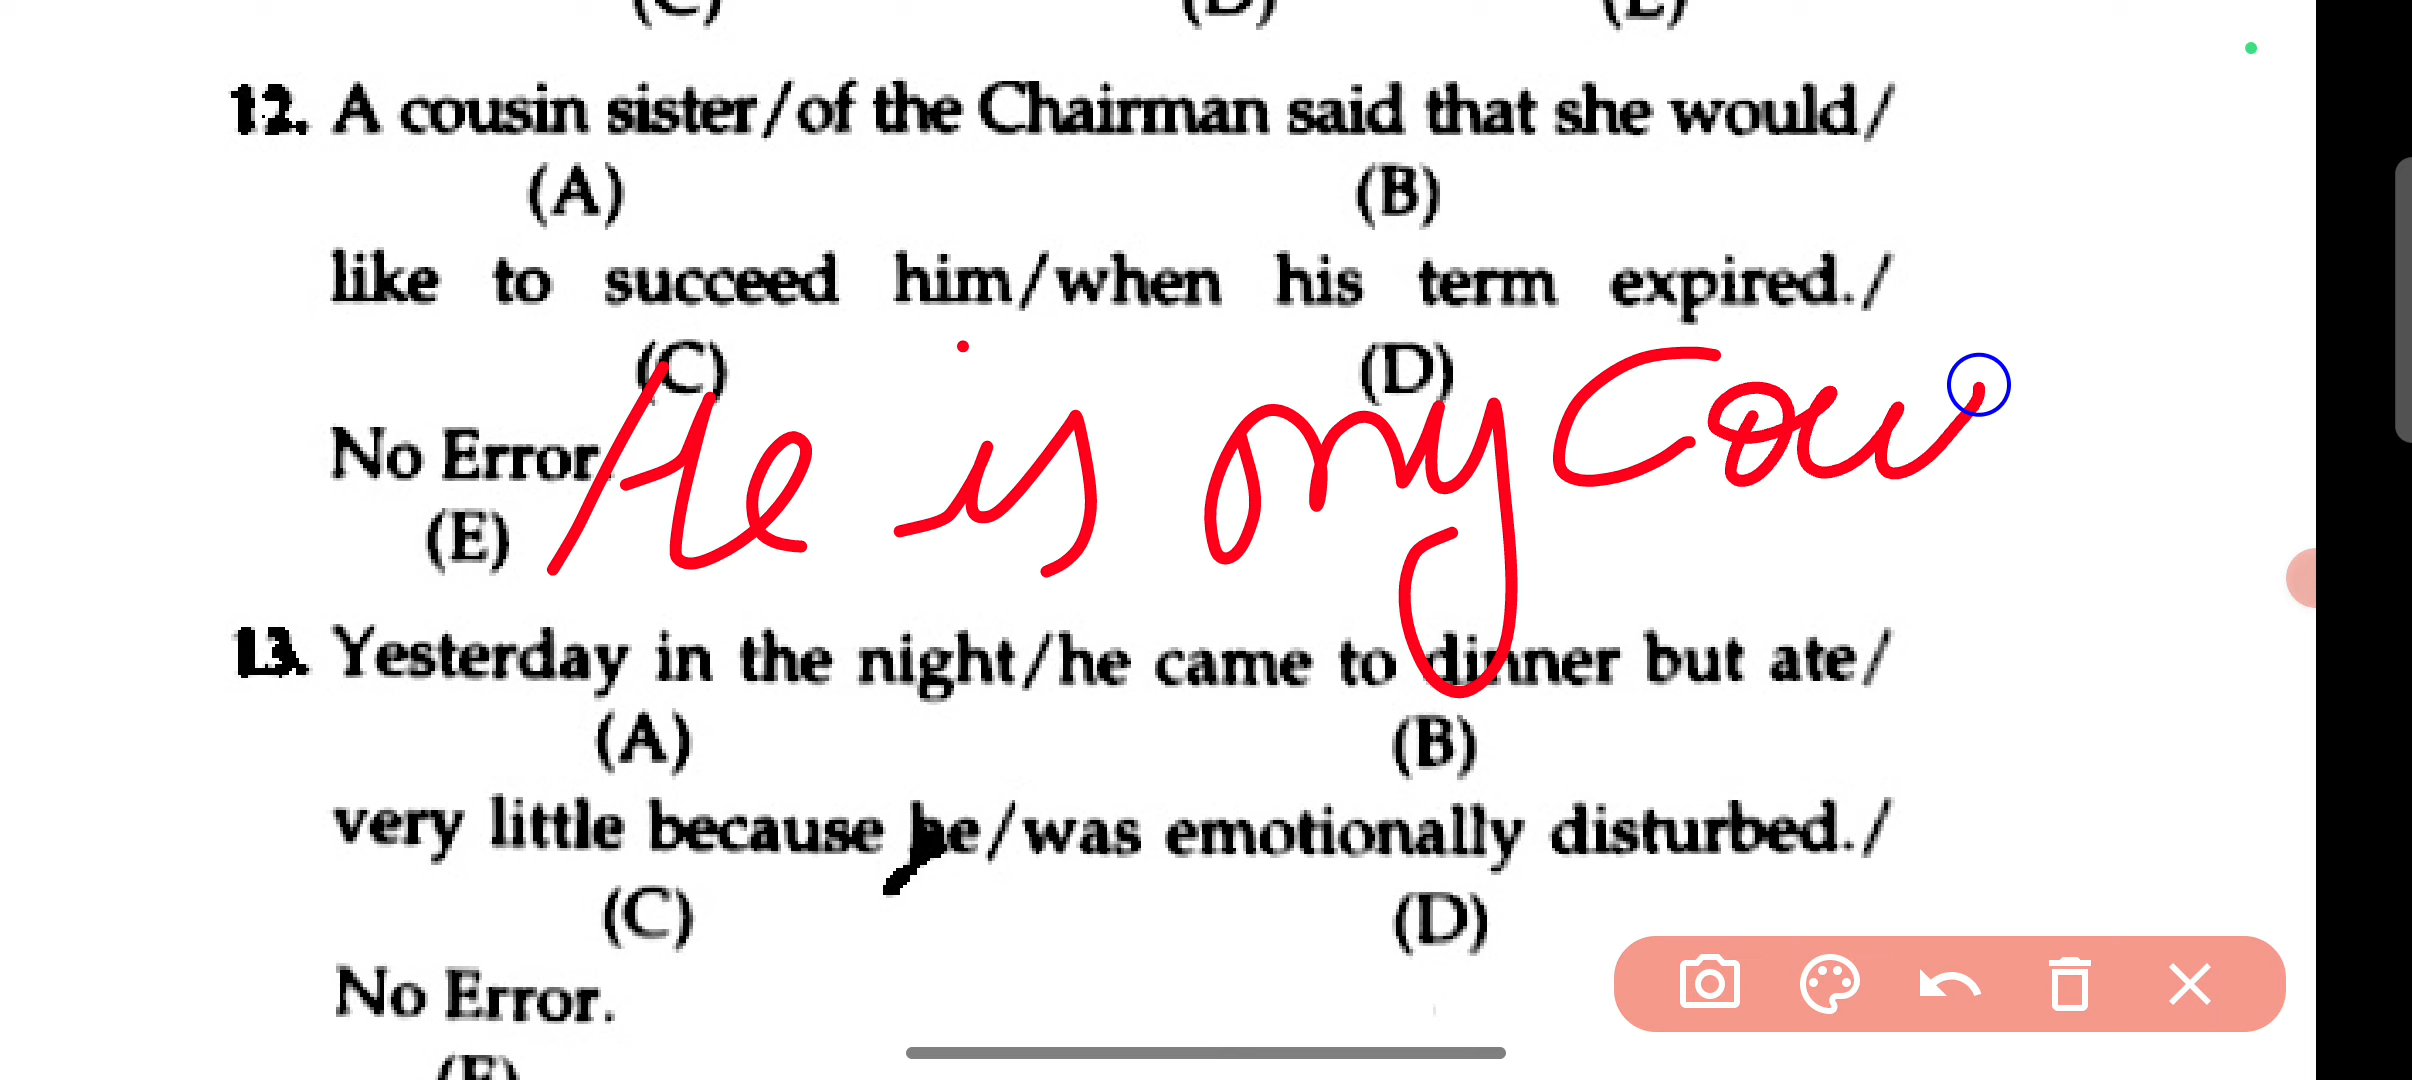 (C) (D) (E)
12. A cousin sister/of the Chairman said that she would/
(A) (B)
like to succeed him/when his term expired./
(C) (D)
No Error.
He is my cou
(E)
13. Yesterday in the night/he came to dinner but ate/
(A) (B)
very little because he/was emotionally disturbed./
(C) (D)
No Error.
(E)